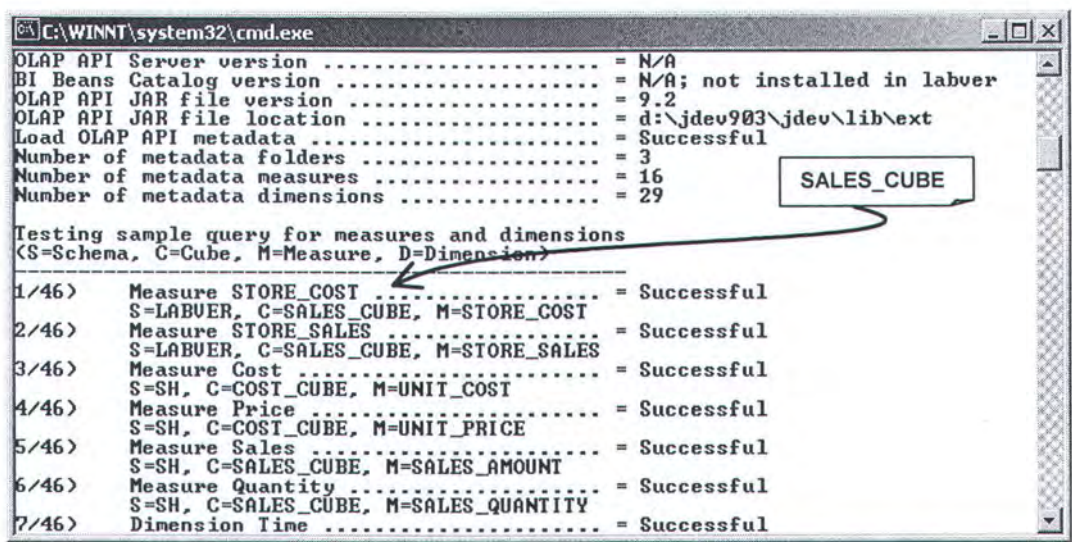 C:\WINNT\system32\cmd.exe
OLAP API Server version ........................ = N/A
BI Beans Catalog version ....................... = N/A; not installed in labver
OLAP API JAR file version ...................... = 9.2
OLAP API JAR file location ..................... = d:\jdev903\jdev\lib\ext
Load OLAP API metadata ......................... = Successful
Number of metadata folders ..................... = 3
Number of metadata measures .................... = 16
Number of metadata dimensions .................. = 29
SALES_CUBE
Testing sample query for measures and dimensions
(S=Schema, C=Cube, M=Measure, D=Dimension)
------------------------------------------------------
1/46) Measure STORE_COST ................... = Successful
S=LABVER, C=SALES_CUBE, M=STORE_COST
2/46) Measure STORE_SALES .................. = Successful
S=LABVER, C=SALES_CUBE, M=STORE_SALES
3/46) Measure Cost ......................... = Successful
S=SH, C=COST_CUBE, M=UNIT_COST
4/46) Measure Price ........................ = Successful
S=SH, C=COST_CUBE, M=UNIT_PRICE
5/46) Measure Sales ........................ = Successful
S=SH, C=SALES_CUBE, M=SALES_AMOUNT
6/46) Measure Quantity ..................... = Successful
S=SH, C=SALES_CUBE, M=SALES_QUANTITY
7/46) Dimension Time ....................... = Successful